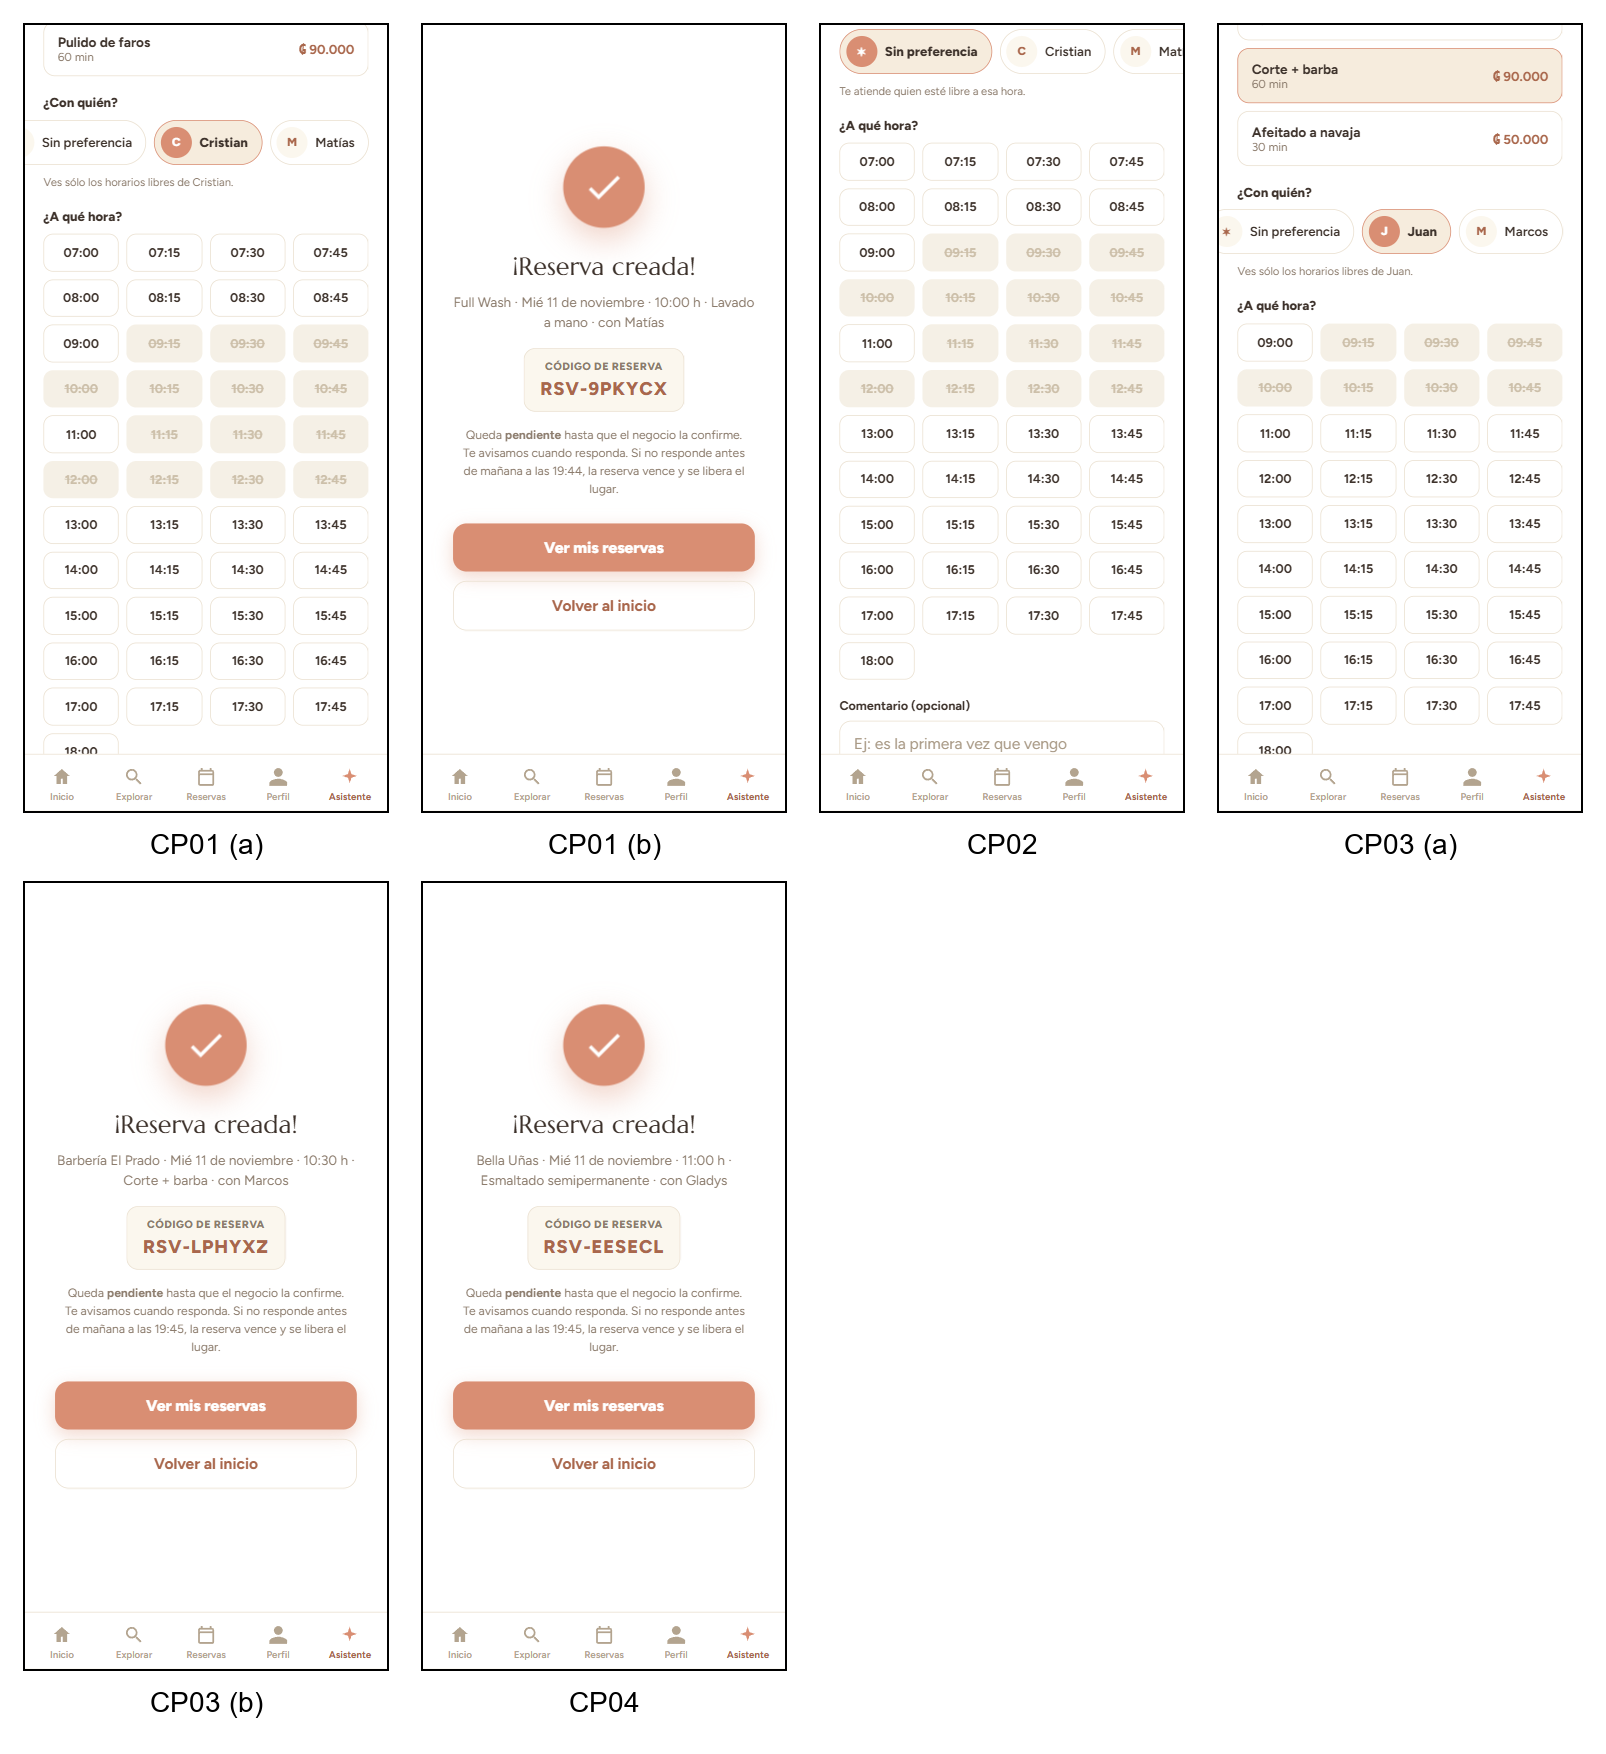 Pulido de faros
60 min
₲ 90.000
¿Con quién?
Sin preferencia
C
Cristian
M
Matías
Ves sólo los horarios libres de Cristian.
¿A qué hora?
07:00 07:15 07:30 07:45
08:00 08:15 08:30 08:45
09:00 09:15 09:30 09:45
10:00 10:15 10:30 10:45
11:00 11:15 11:30 11:45
12:00 12:15 12:30 12:45
13:00 13:15 13:30 13:45
14:00 14:15 14:30 14:45
15:00 15:15 15:30 15:45
16:00 16:15 16:30 16:45
17:00 17:15 17:30 17:45
18:00
Inicio Explorar Reservas Perfil Asistente
CP01 (a)
¡Reserva creada!
Full Wash · Mié 11 de noviembre · 10:00 h · Lavado
a mano · con Matías
CÓDIGO DE RESERVA
RSV-9PKYCX
Queda pendiente hasta que el negocio la confirme.
Te avisamos cuando responda. Si no responde antes
de mañana a las 19:44, la reserva vence y se libera el
lugar.
Ver mis reservas
Volver al inicio
Inicio Explorar Reservas Perfil Asistente
CP01 (b)
Sin preferencia
C
Cristian
M
Mat
Te atiende quien esté libre a esa hora.
¿A qué hora?
07:00 07:15 07:30 07:45
08:00 08:15 08:30 08:45
09:00 09:15 09:30 09:45
10:00 10:15 10:30 10:45
11:00 11:15 11:30 11:45
12:00 12:15 12:30 12:45
13:00 13:15 13:30 13:45
14:00 14:15 14:30 14:45
15:00 15:15 15:30 15:45
16:00 16:15 16:30 16:45
17:00 17:15 17:30 17:45
18:00
Comentario (opcional)
Ej: es la primera vez que vengo
Inicio Explorar Reservas Perfil Asistente
CP02
Corte + barba
60 min
₲ 90.000
Afeitado a navaja
30 min
₲ 50.000
¿Con quién?
Sin preferencia
J
Juan
M
Marcos
Ves sólo los horarios libres de Juan.
¿A qué hora?
09:00 09:15 09:30 09:45
10:00 10:15 10:30 10:45
11:00 11:15 11:30 11:45
12:00 12:15 12:30 12:45
13:00 13:15 13:30 13:45
14:00 14:15 14:30 14:45
15:00 15:15 15:30 15:45
16:00 16:15 16:30 16:45
17:00 17:15 17:30 17:45
18:00
Inicio Explorar Reservas Perfil Asistente
CP03 (a)
¡Reserva creada!
Barbería El Prado · Mié 11 de noviembre · 10:30 h ·
Corte + barba · con Marcos
CÓDIGO DE RESERVA
RSV-LPHYXZ
Queda pendiente hasta que el negocio la confirme.
Te avisamos cuando responda. Si no responde antes
de mañana a las 19:45, la reserva vence y se libera el
lugar.
Ver mis reservas
Volver al inicio
Inicio Explorar Reservas Perfil Asistente
CP03 (b)
¡Reserva creada!
Bella Uñas · Mié 11 de noviembre · 11:00 h ·
Esmaltado semipermanente · con Gladys
CÓDIGO DE RESERVA
RSV-EESECL
Queda pendiente hasta que el negocio la confirme.
Te avisamos cuando responda. Si no responde antes
de mañana a las 19:45, la reserva vence y se libera el
lugar.
Ver mis reservas
Volver al inicio
Inicio Explorar Reservas Perfil Asistente
CP04